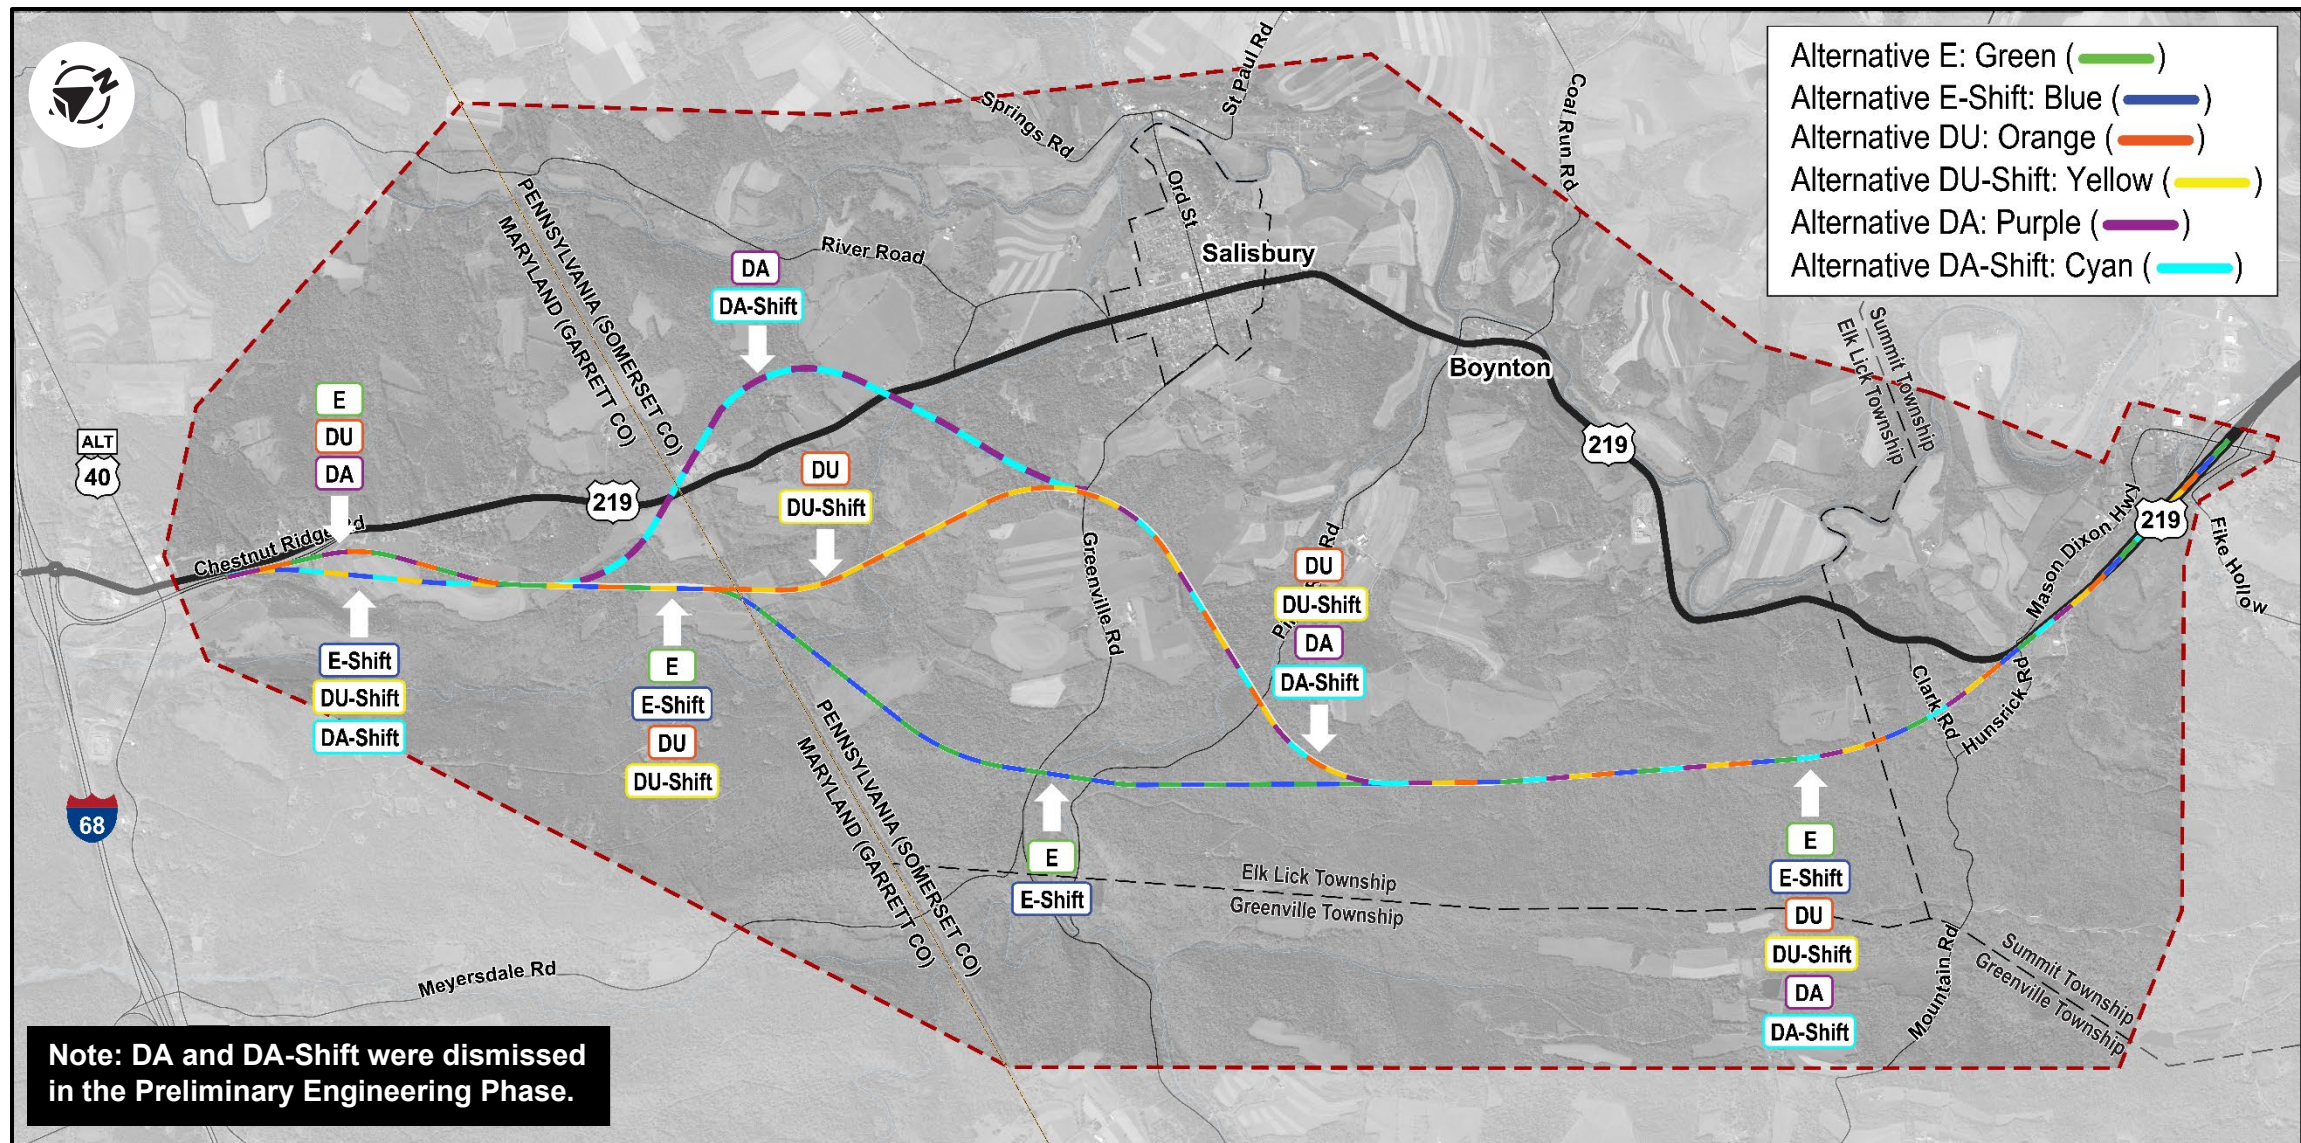 Alternative E: Green ( )
Alternative E-Shift: Blue ( )
Alternative DU: Orange ( )
Alternative DU-Shift: Yellow ( )
Alternative DA: Purple ( )
Alternative DA-Shift: Cyan ( )
N
St Paul Rd
Springs Rd
Coal Run Rd
Ord St
PENNSYLVANIA (SOMERSET CO)
MARYLAND (GARRETT CO)
River Road
Salisbury
DA
DA-Shift
Boynton
Summit Township
Elk Lick Township
E
DU
DA
ALT
40
219
DU
DU-Shift
219
Chestnut Ridge Rd
Mason Dixon Hwy
219
Fike Hollow
Greenville Rd
Rd
DU
DU-Shift
DA
DA-Shift
E-Shift
DU-Shift
DA-Shift
E
E-Shift
DU
DU-Shift
Clark Rd
Hunsrick Rd
PENNSYLVANIA (SOMERSET CO)
MARYLAND (GARRETT CO)
68
E
E-Shift
Elk Lick Township
Greenville Township
E
E-Shift
DU
DU-Shift
DA
DA-Shift
Meyersdale Rd
Mountain Rd
Summit Township
Greenville Township
Note: DA and DA-Shift were dismissed
in the Preliminary Engineering Phase.